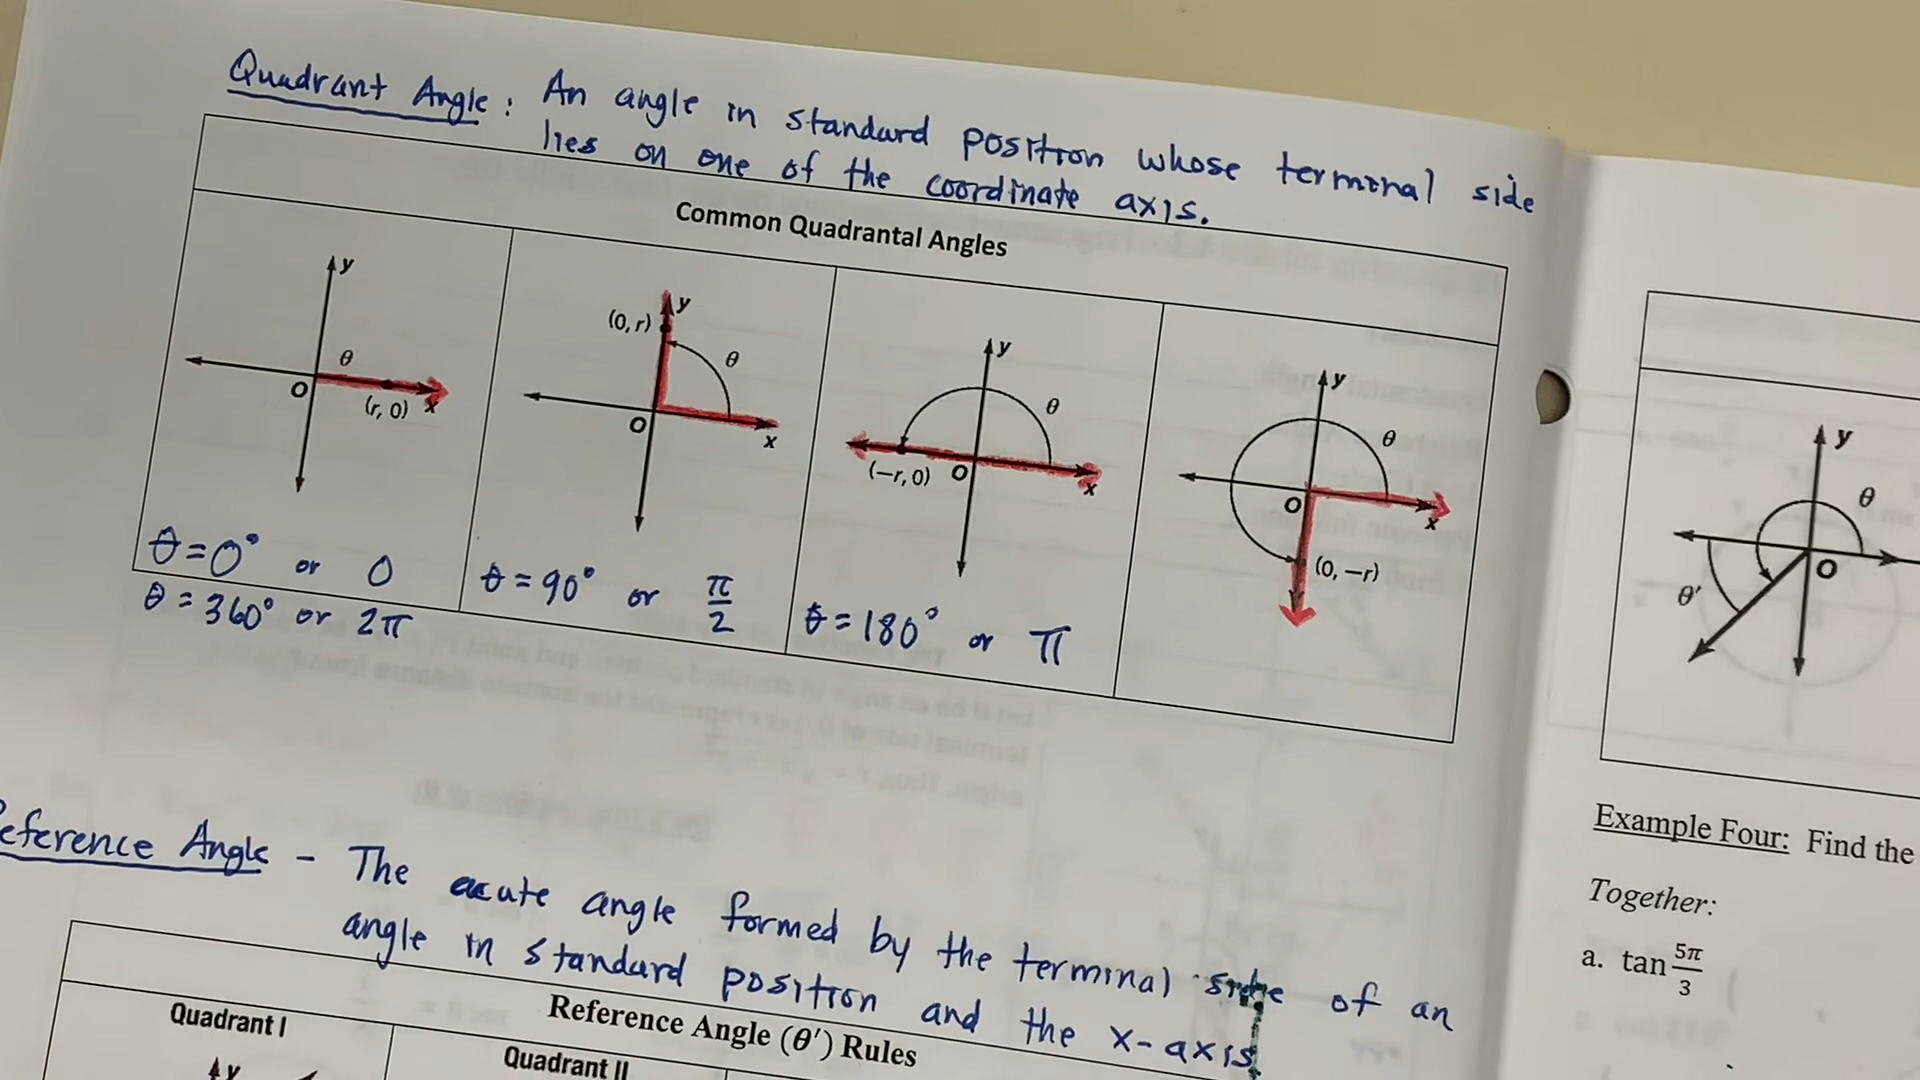 Quadrant Angle: An angle in standard position whose terminal side
lies on one of the coordinate axis.
Common Quadrantal Angles
y
θ
O
(r, 0)
x
θ = 0° or 0
θ = 360° or 2π
(0, r)
y
θ
O
x
θ = 90° or π/2
y
θ
(−r, 0)
O
x
θ = 180° or π
y
θ
O
x
(0, −r)
eference Angle - The acute angle formed by the terminal side of an
angle in standard position and the x-axis
Reference Angle (θ′) Rules
Quadrant I
y
Quadrant II
y
θ
O
θ′
Example Four: Find the
Together:
a. tan 5π/3